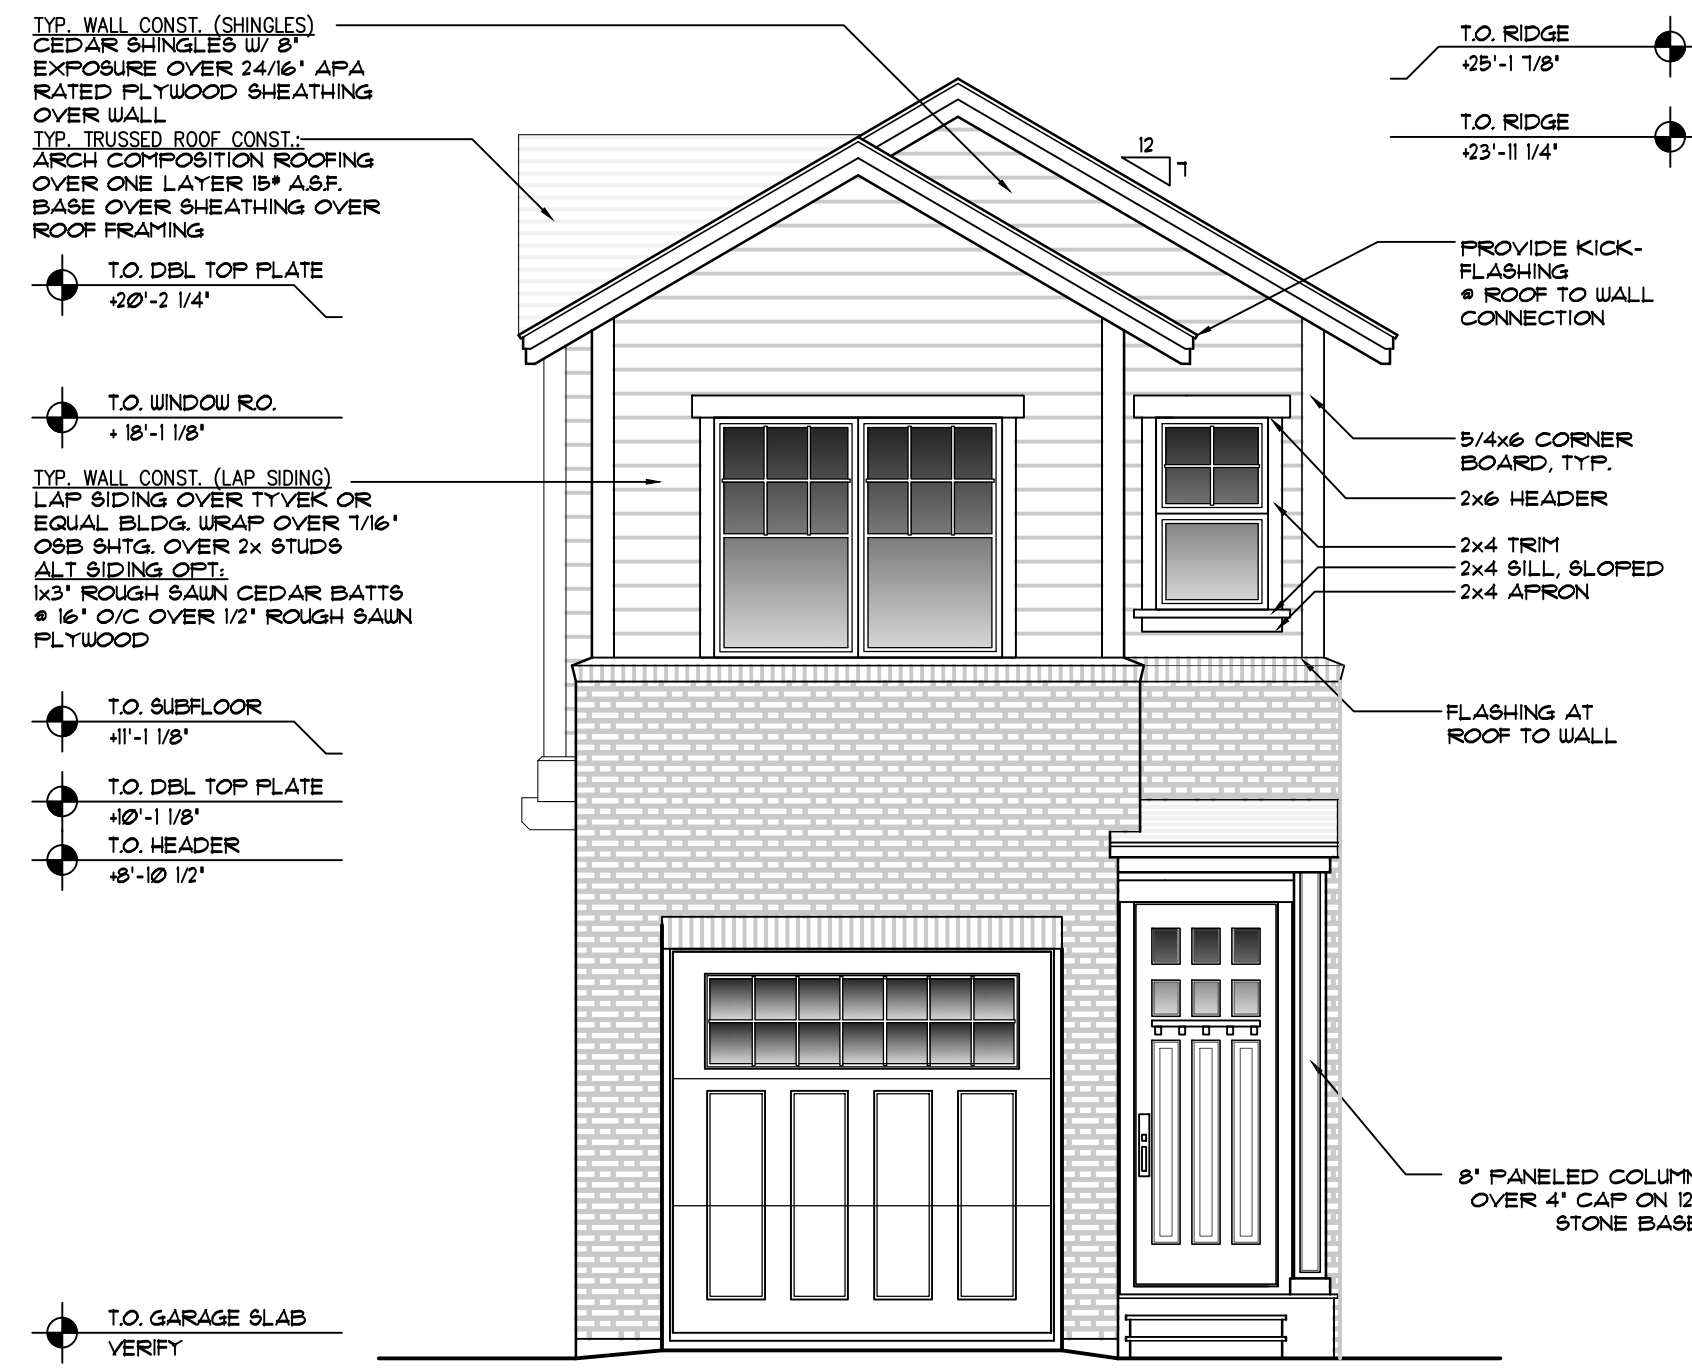 TYP. WALL CONST. (SHINGLES)
CEDAR SHINGLES W/ 8"
EXPOSURE OVER 24/16" APA
RATED PLYWOOD SHEATHING
OVER WALL
TYP. TRUSSED ROOF CONST.:
ARCH COMPOSITION ROOFING
OVER ONE LAYER 15# A.S.F.
BASE OVER SHEATHING OVER
ROOF FRAMING
T.O. DBL TOP PLATE
+20'-2 1/4"
T.O. WINDOW R.O.
+ 18'-1 1/8"
TYP. WALL CONST. (LAP SIDING)
LAP SIDING OVER TYVEK OR
EQUAL BLDG. WRAP OVER 7/16"
OSB SHTG. OVER 2x STUDS
ALT SIDING OPT:
1x3" ROUGH SAWN CEDAR BATTS
@ 16" O/C OVER 1/2" ROUGH SAWN
PLYWOOD
T.O. SUBFLOOR
+11'-1 1/8"
T.O. DBL TOP PLATE
+10'-1 1/8"
T.O. HEADER
+8'-10 1/2"
T.O. GARAGE SLAB
VERIFY
12
7
T.O. RIDGE
+25'-1 7/8"
T.O. RIDGE
+23'-11 1/4"
PROVIDE KICK-
FLASHING
@ ROOF TO WALL
CONNECTION
5/4x6 CORNER
BOARD, TYP.
2x6 HEADER
2x4 TRIM
2x4 SILL, SLOPED
2x4 APRON
FLASHING AT
ROOF TO WALL
8" PANELED COLUMN
OVER 4" CAP ON 12
STONE BASE